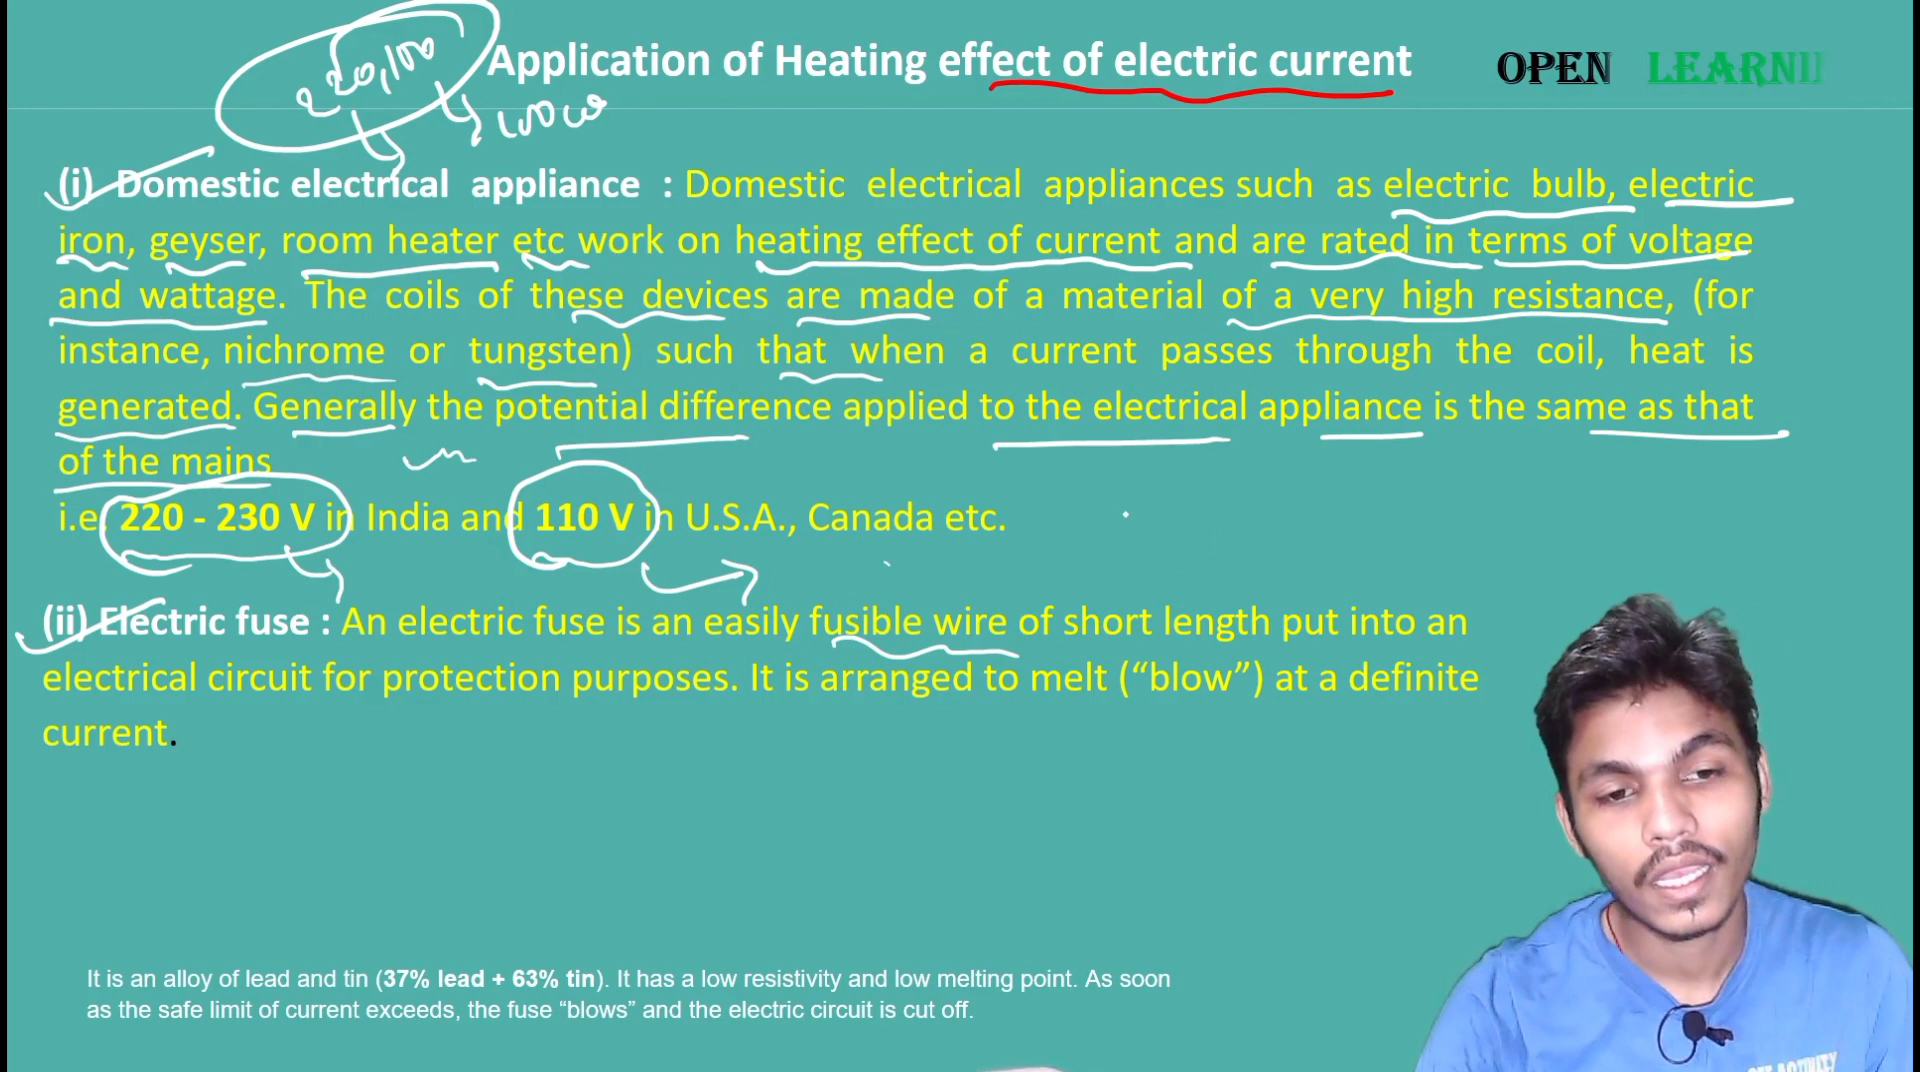 Application of Heating effect of electric current
OPEN LEARNI
220,100
100 w
(i) Domestic electrical appliance : Domestic electrical appliances such as electric bulb, electric
iron, geyser, room heater etc work on heating effect of current and are rated in terms of voltage
and wattage. The coils of these devices are made of a material of a very high resistance, (for
instance, nichrome or tungsten) such that when a current passes through the coil, heat is
generated. Generally the potential difference applied to the electrical appliance is the same as that
of the mains
i.e. 220 - 230 V in India and 110 V in U.S.A., Canada etc.
(ii) Electric fuse : An electric fuse is an easily fusible wire of short length put into an
electrical circuit for protection purposes. It is arranged to melt (“blow”) at a definite
current.
It is an alloy of lead and tin (37% lead + 63% tin). It has a low resistivity and low melting point. As soon
as the safe limit of current exceeds, the fuse “blows” and the electric circuit is cut off.